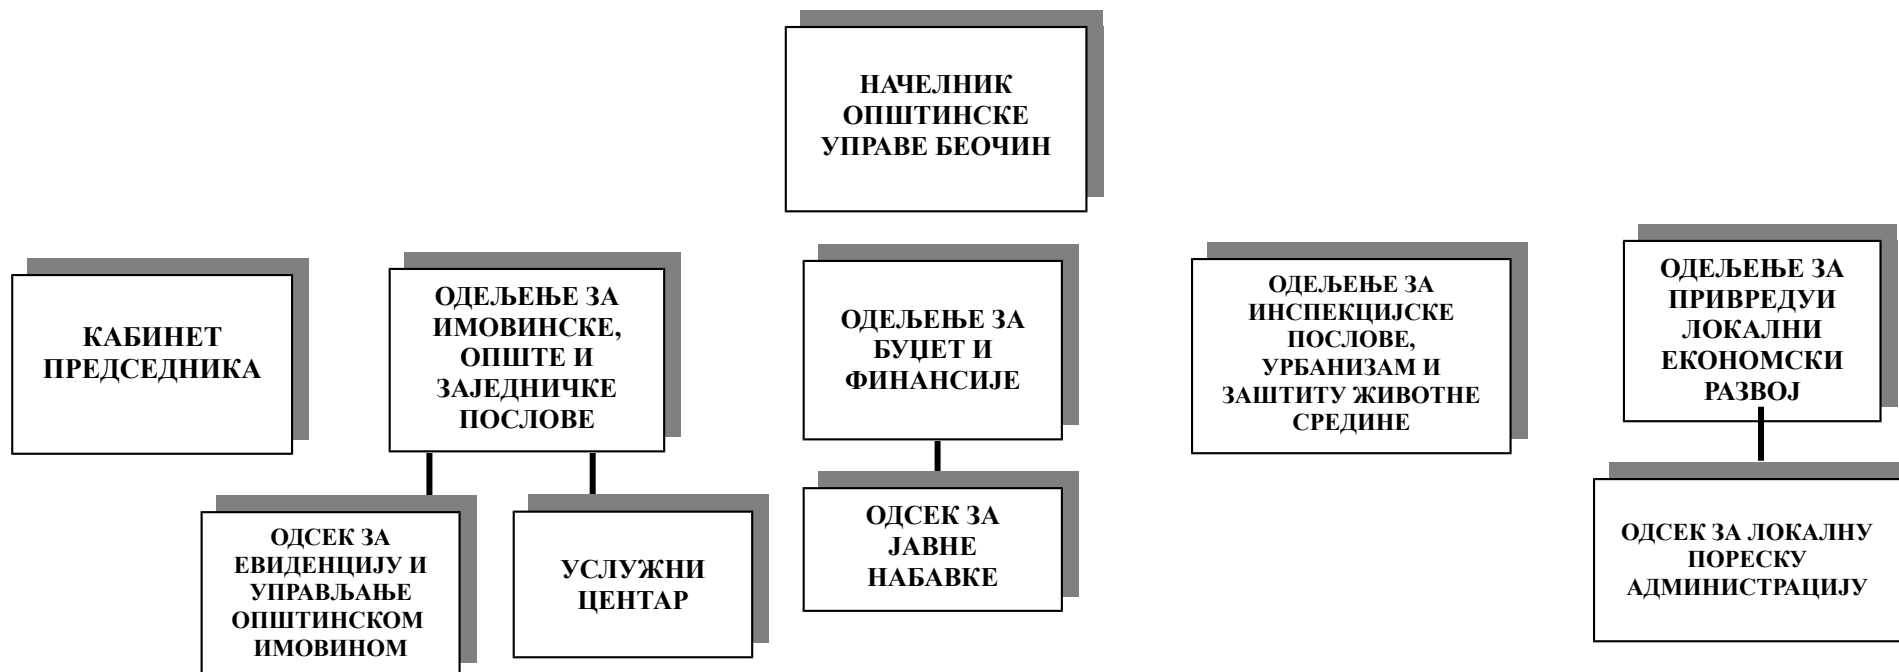 НАЧЕЛНИК
ОПШТИНСКЕ
УПРАВЕ БЕОЧИН
КАБИНЕТ
ПРЕДСЕДНИКА
ОДЕЉЕЊЕ ЗА
ИМОВИНСКЕ,
ОПШТЕ И
ЗАЈЕДНИЧКЕ
ПОСЛОВЕ
ОДЕЉЕЊЕ ЗА
БУЏЕТ И
ФИНАНСИЈЕ
ОДЕЉЕЊЕ ЗА
ИНСПЕКЦИЈСКЕ
ПОСЛОВЕ,
УРБАНИЗАМ И
ЗАШТИТУ ЖИВОТНЕ
СРЕДИНЕ
ОДЕЉЕЊЕ ЗА
ПРИВРЕДУИ
ЛОКАЛНИ
ЕКОНОМСКИ
РАЗВОЈ
ОДСЕК ЗА
ЕВИДЕНЦИЈУ И
УПРАВЉАЊЕ
ОПШТИНСКОМ
ИМОВИНОМ
УСЛУЖНИ
ЦЕНТАР
ОДСЕК ЗА
ЈАВНЕ
НАБАВКЕ
ОДСЕК ЗА ЛОКАЛНУ
ПОРЕСКУ
АДМИНИСТРАЦИЈУ